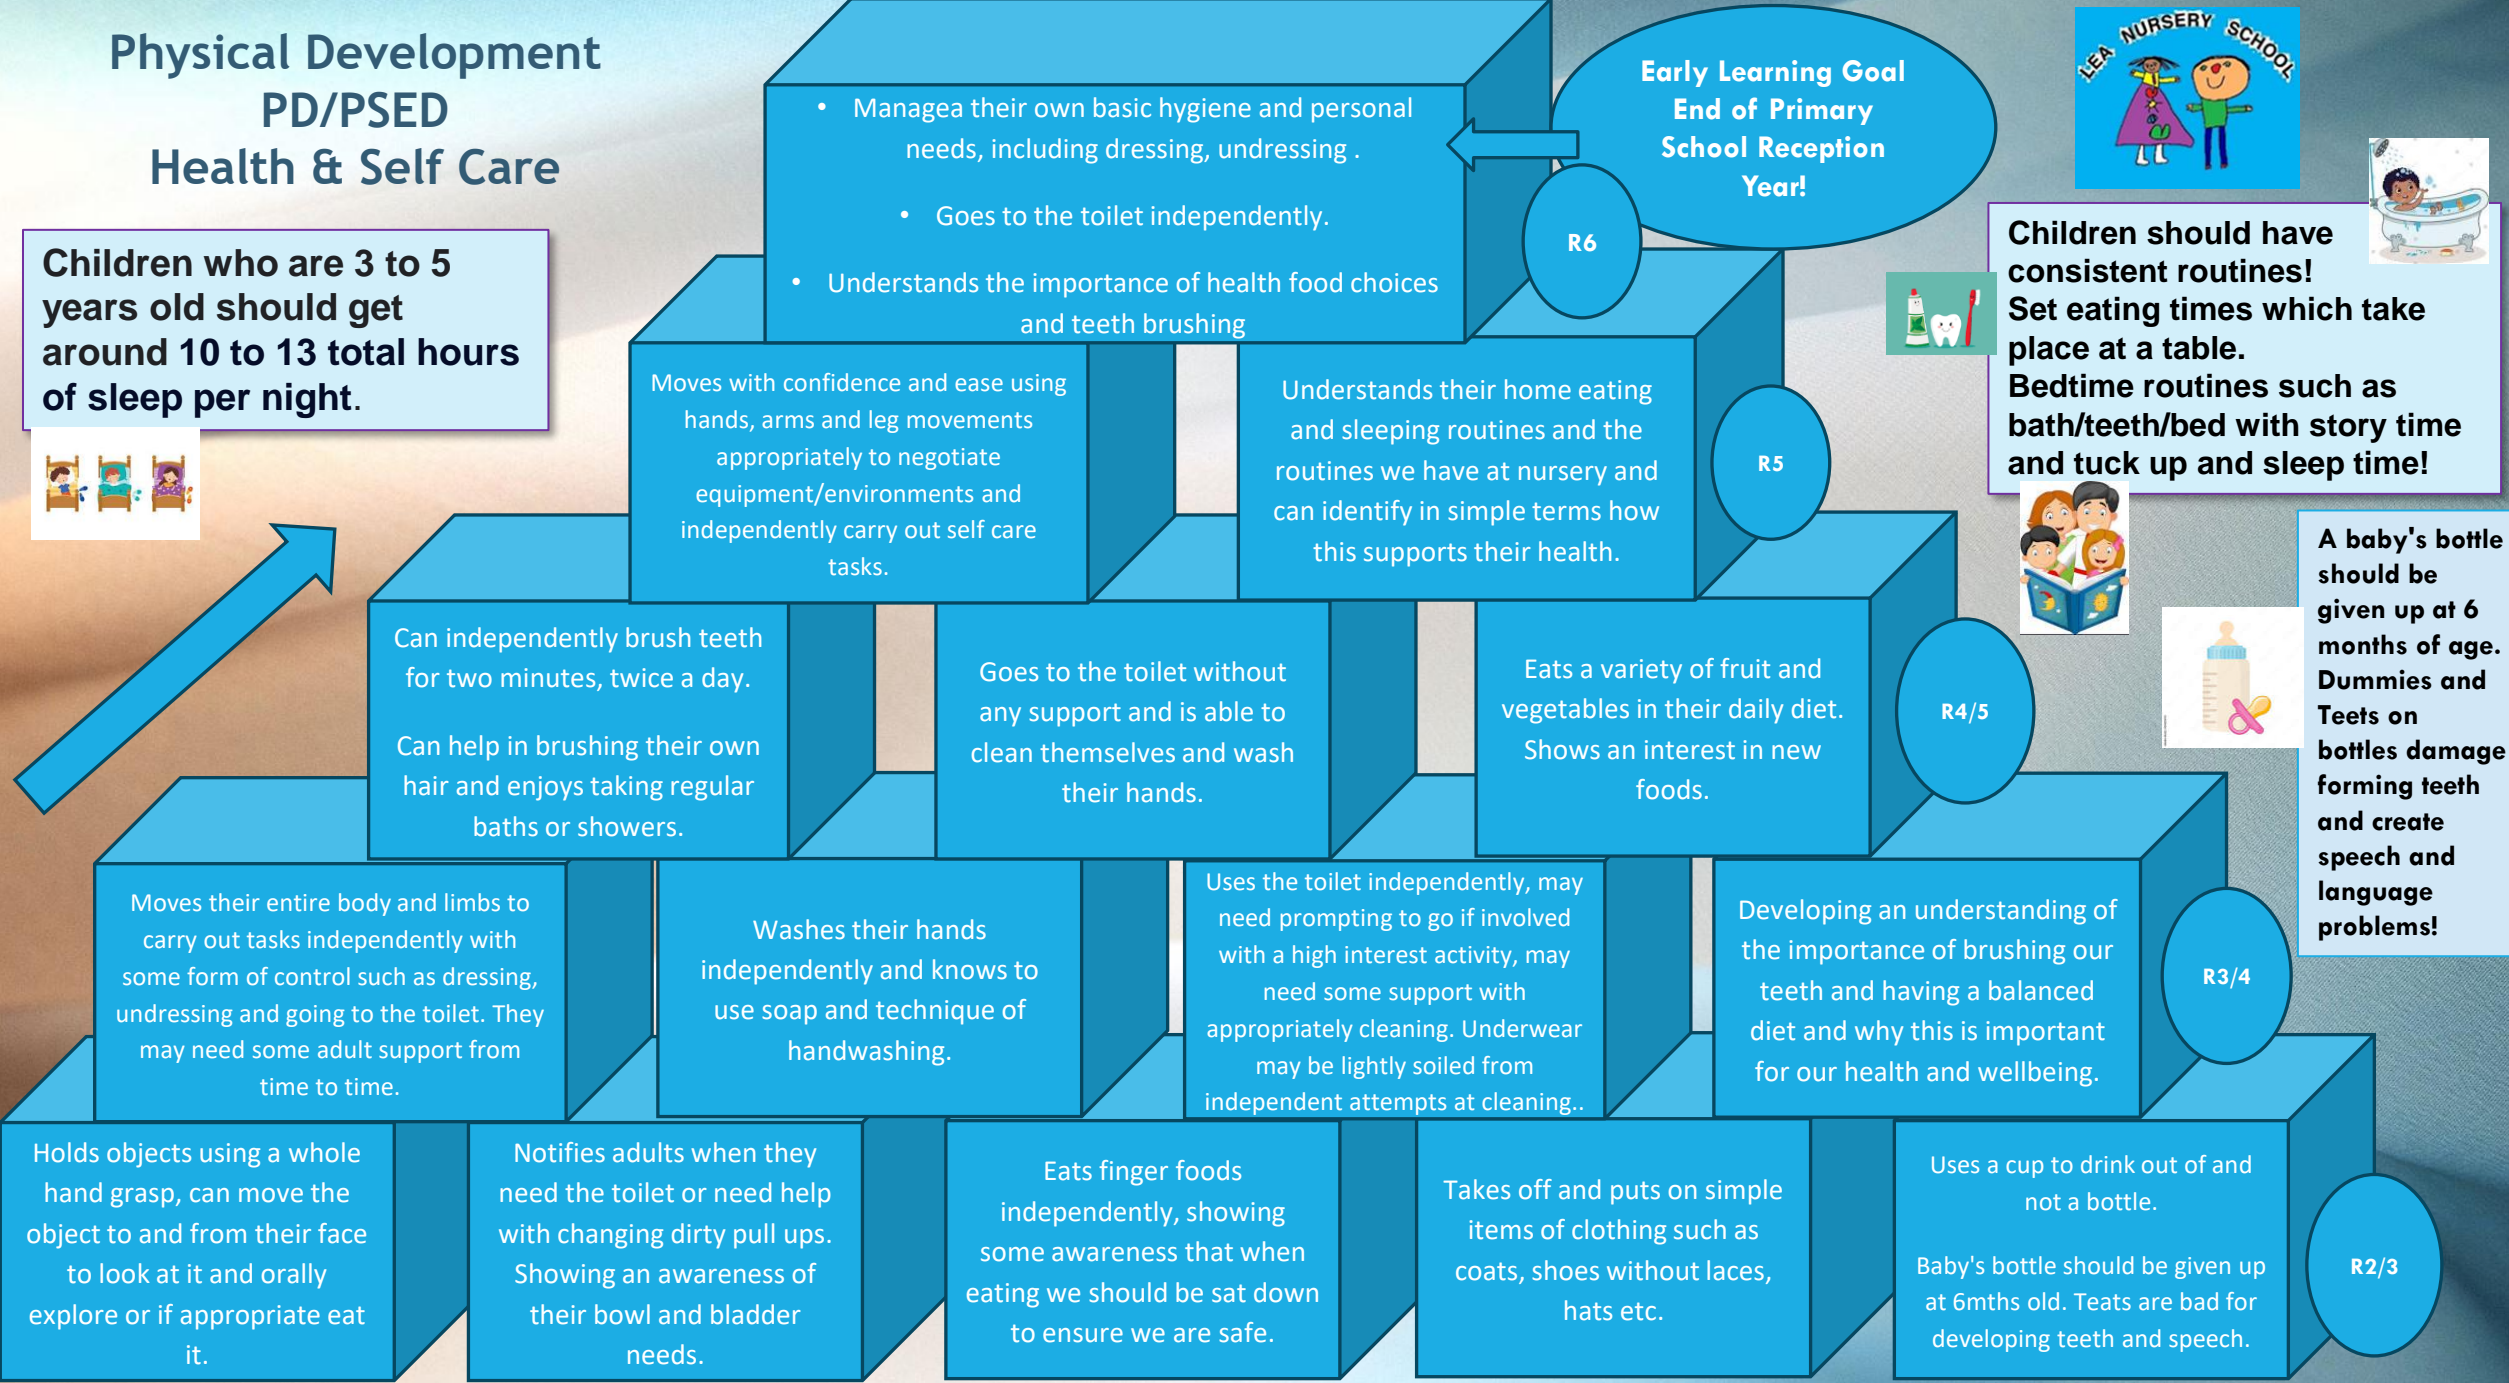 Physical Development
PD/PSED
Health & Self Care
Children who are 3 to 5
years old should get
around 10 to 13 total hours
of sleep per night.
• Managea their own basic hygiene and personal
needs, including dressing, undressing .
• Goes to the toilet independently.
• Understands the importance of health food choices
and teeth brushing
Early Learning Goal
End of Primary
School Reception
Year!
R6
LEA NURSERY SCHOOL
Children should have
consistent routines!
Set eating times which take
place at a table.
Bedtime routines such as
bath/teeth/bed with story time
and tuck up and sleep time!
Moves with confidence and ease using
hands, arms and leg movements
appropriately to negotiate
equipment/environments and
independently carry out self care
tasks.
Understands their home eating
and sleeping routines and the
routines we have at nursery and
can identify in simple terms how
this supports their health.
R5
A baby's bottle
should be
given up at 6
months of age.
Dummies and
Teets on
bottles damage
forming teeth
and create
speech and
language
problems!
Can independently brush teeth
for two minutes, twice a day.
Can help in brushing their own
hair and enjoys taking regular
baths or showers.
Goes to the toilet without
any support and is able to
clean themselves and wash
their hands.
Eats a variety of fruit and
vegetables in their daily diet.
Shows an interest in new
foods.
R4/5
Moves their entire body and limbs to
carry out tasks independently with
some form of control such as dressing,
undressing and going to the toilet. They
may need some adult support from
time to time.
Washes their hands
independently and knows to
use soap and technique of
handwashing.
Uses the toilet independently, may
need prompting to go if involved
with a high interest activity, may
need some support with
appropriately cleaning. Underwear
may be lightly soiled from
independent attempts at cleaning..
Developing an understanding of
the importance of brushing our
teeth and having a balanced
diet and why this is important
for our health and wellbeing.
R3/4
Holds objects using a whole
hand grasp, can move the
object to and from their face
to look at it and orally
explore or if appropriate eat
it.
Notifies adults when they
need the toilet or need help
with changing dirty pull ups.
Showing an awareness of
their bowl and bladder
needs.
Eats finger foods
independently, showing
some awareness that when
eating we should be sat down
to ensure we are safe.
Takes off and puts on simple
items of clothing such as
coats, shoes without laces,
hats etc.
Uses a cup to drink out of and
not a bottle.
Baby's bottle should be given up
at 6mths old. Teats are bad for
developing teeth and speech.
R2/3